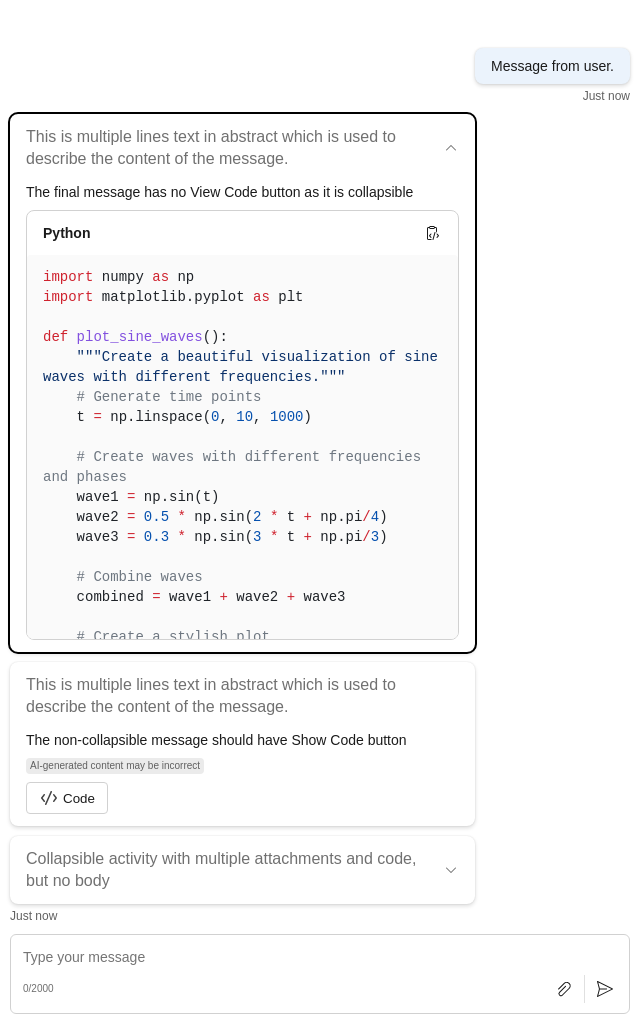 Message from user.
Just now
This is multiple lines text in abstract which is used to
describe the content of the message.
The final message has no View Code button as it is collapsible
Python
import numpy as np
import matplotlib.pyplot as plt
def plot_sine_waves():
    """Create a beautiful visualization of sine
waves with different frequencies."""
    # Generate time points
    t = np.linspace(0, 10, 1000)
    # Create waves with different frequencies
and phases
    wave1 = np.sin(t)
    wave2 = 0.5 * np.sin(2 * t + np.pi/4)
    wave3 = 0.3 * np.sin(3 * t + np.pi/3)
    # Combine waves
    combined = wave1 + wave2 + wave3
    # Create a stylish plot
This is multiple lines text in abstract which is used to
describe the content of the message.
The non-collapsible message should have Show Code button
AI-generated content may be incorrect
Code
Collapsible activity with multiple attachments and code,
but no body
Just now
Type your message
0/2000